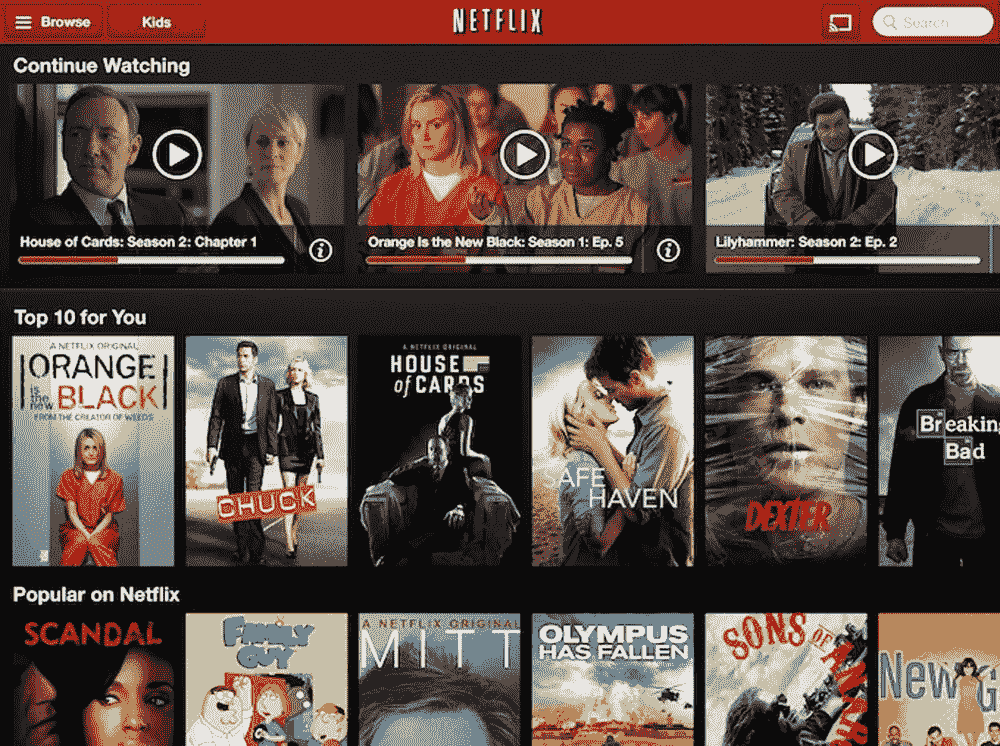 Browse
Kids
NETFLIX
Search
Continue Watching
House of Cards: Season 2: Chapter 1
Orange Is the New Black: Season 1: Ep. 5
Lilyhammer: Season 2: Ep. 2
Top 10 for You
A NETFLIX ORIGINAL
ORANGE
is the new
BLACK
FROM THE CREATOR OF WEEDS
CHUCK
A NETFLIX ORIGINAL
HOUSE
of CARDS
AFE
HAVEN
DEXTER
Breaking
Bad
Popular on Netflix
SCANDAL
Family
GUY
A NETFLIX ORIGINAL
MITT
OLYMPUS
HAS FALLEN
SONS OF ANAR
New G